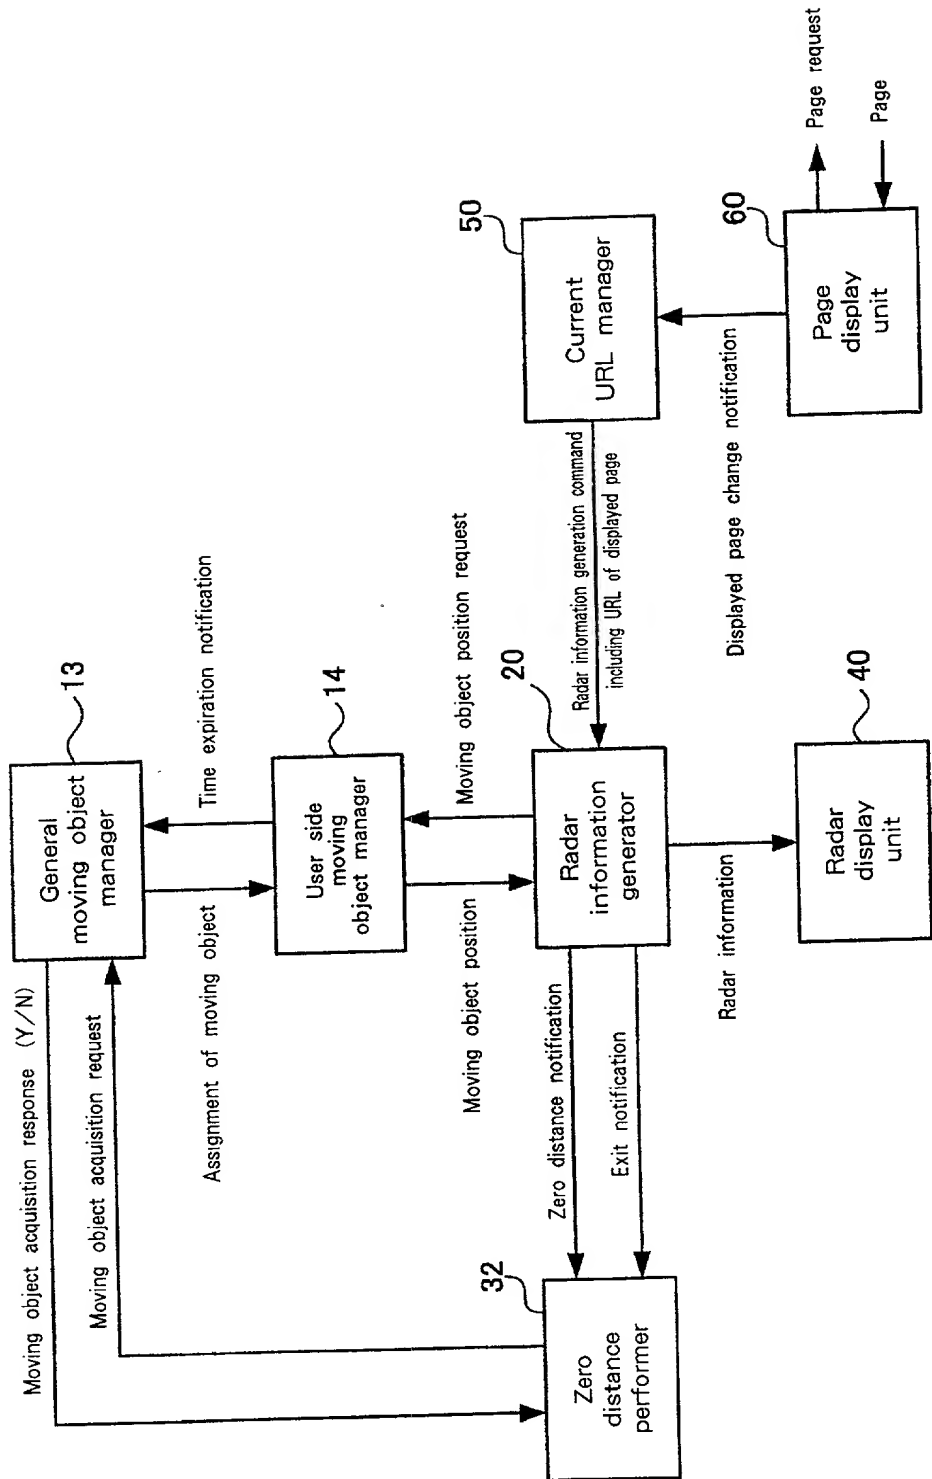 Moving object acquisition response (Y/N)
Moving object acquisition request
13
General
moving object
manager
Assignment of moving object
Time expiration notification
14
User side
moving
object manager
Moving object position
Moving object position request
32
Zero
distance
performer
Zero distance notification
Exit notification
20
Radar
information
generator
Radar information generation command
including URL of displayed page
50
Current
URL manager
Radar information
40
Radar
display
unit
Displayed page change notification
60
Page
display
unit
Page request
Page